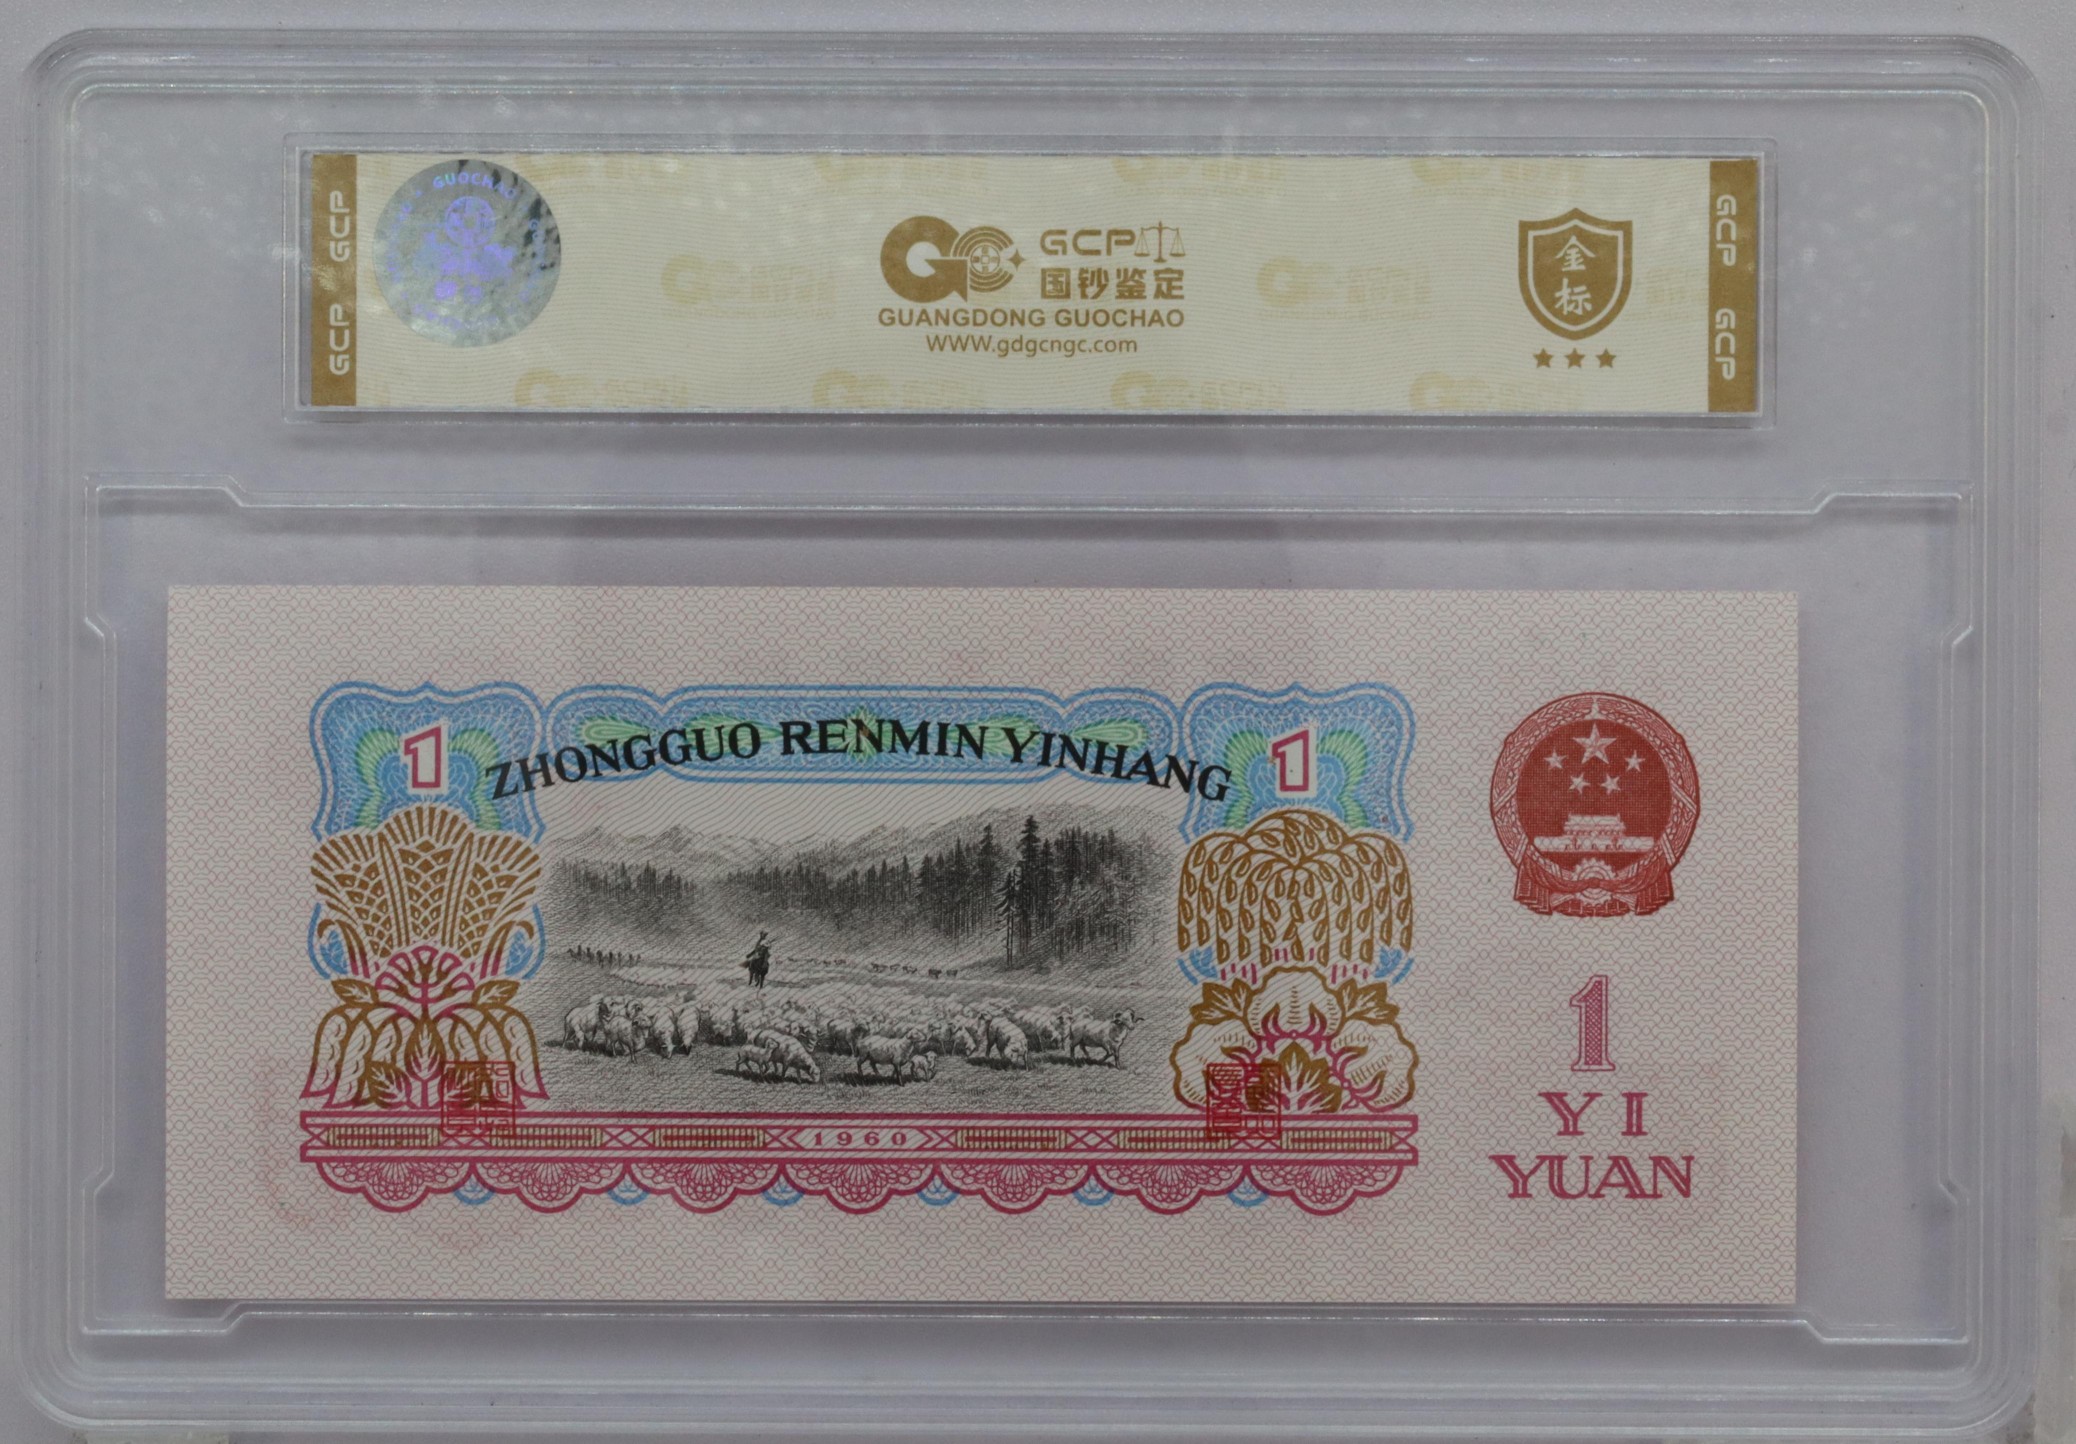 GCP GCP
GUOCHAO
GCP
国钞鉴定
GUANGDONG GUOCHAO
WWW.gdgcngc.com
金标
GCP GCP
1
ZHONGGUO RENMIN YINHANG
1
1960
1
YI
YUAN